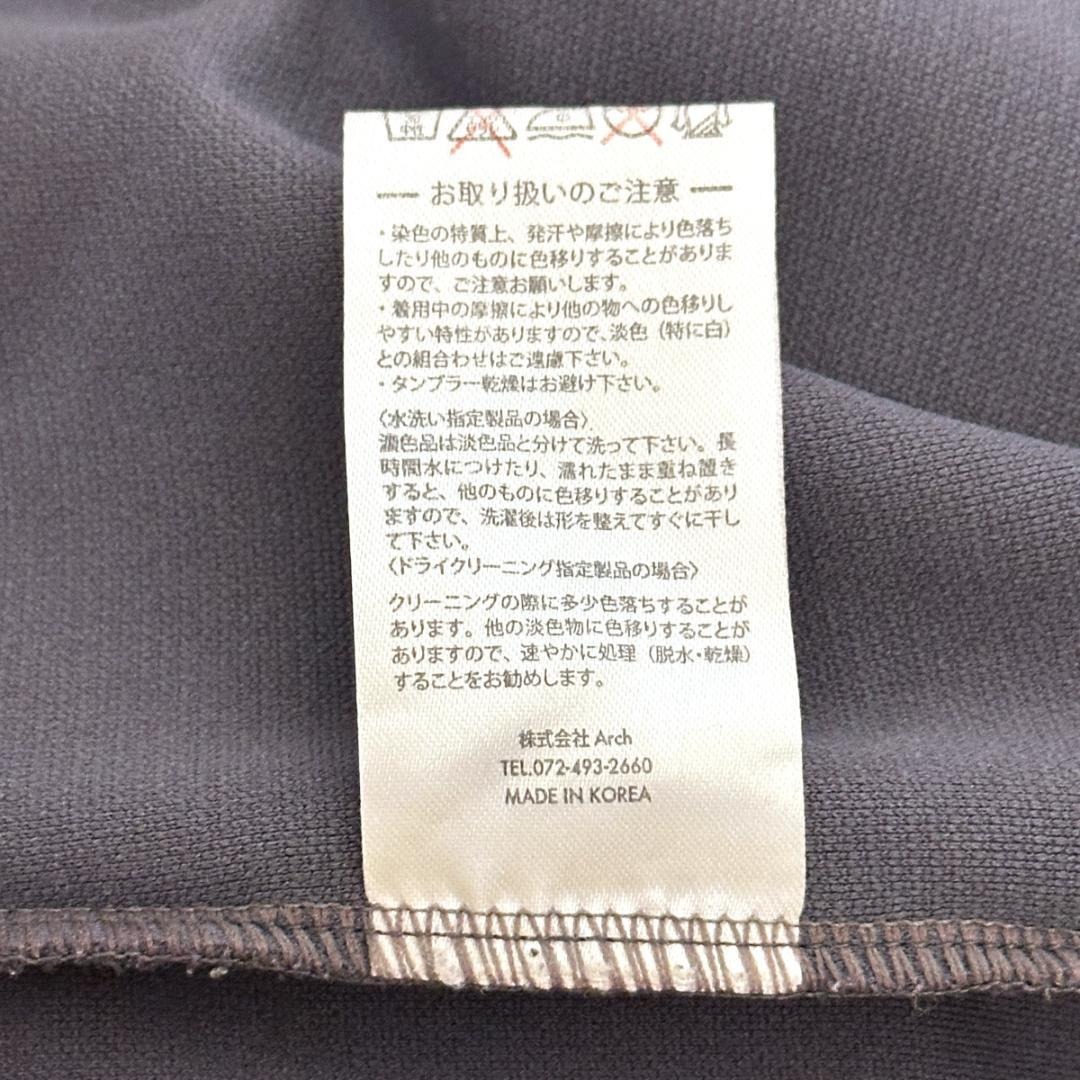 お取り扱いのご注意
・染色の特質上、発汗や摩擦により色落ち
したり他のものに色移りすることがありま
すので、ご注意お願いします。
・着用中の摩擦により他の物への色移りし
やすい特性がありますので、淡色（特に白）
との組合わせはご遠慮下さい。
・タンブラー乾燥はお避け下さい。
〈水洗い指定製品の場合〉
濃色品は淡色品と分けて洗って下さい。長
時間水につけたり、濡れたまま重ね置き
すると、他のものに色移りすることがあり
ますので、洗濯後は形を整えてすぐに干し
て下さい。
〈ドライクリーニング指定製品の場合〉
クリーニングの際に多少色落ちすることが
あります。他の淡色物に色移りすることが
ありますので、速やかに処理（脱水・乾燥）
することをお勧めします。
株式会社 Arch
TEL.072-493-2660
MADE IN KOREA